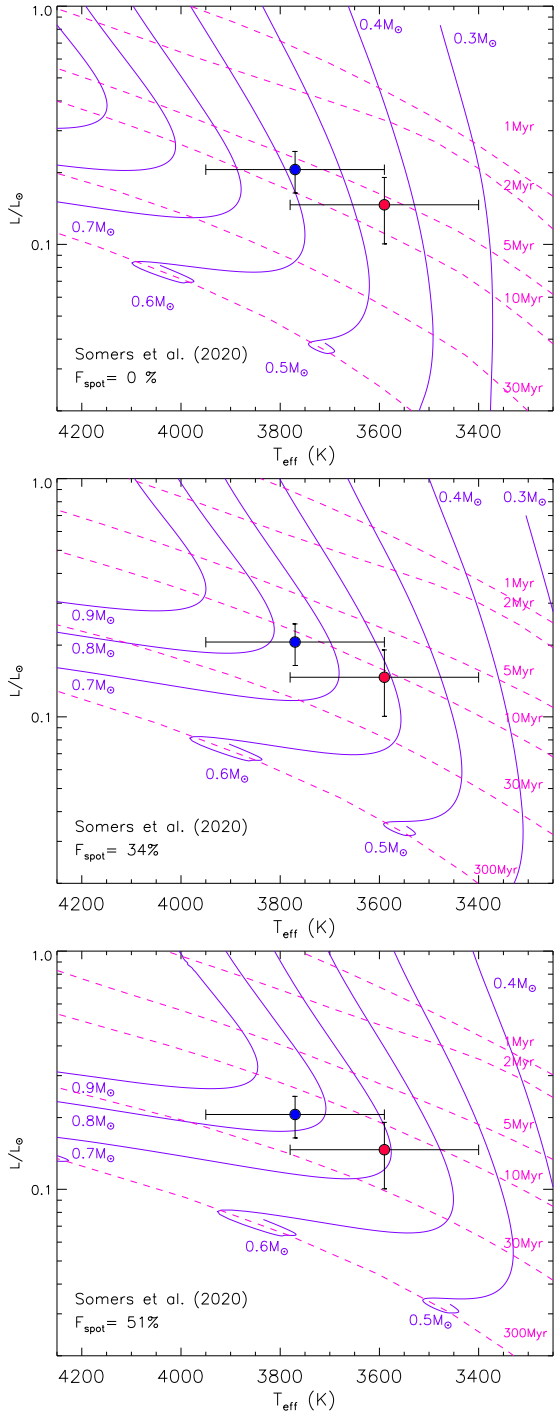 1.0
0.4M☉
0.3M☉
1Myr
2Myr
L/L☉
0.1
0.7M☉
5Myr
10Myr
0.6M☉
Somers et al. (2020)
0.5M☉
F_spot= 0 %
30Myr
4200 4000 3800 3600 3400
T_eff (K)
1.0
0.4M☉
0.3M☉
1Myr
2Myr
0.9M☉
L/L☉
0.8M☉
5Myr
0.7M☉
0.1
10Myr
0.6M☉
30Myr
Somers et al. (2020)
0.5M☉
F_spot= 34%
300Myr
4200 4000 3800 3600 3400
T_eff (K)
1.0
0.4M☉
1Myr
2Myr
0.9M☉
L/L☉
0.8M☉
5Myr
0.7M☉
10Myr
0.1
30Myr
0.6M☉
Somers et al. (2020)
0.5M☉
F_spot= 51%
300Myr
4200 4000 3800 3600 3400
T_eff (K)